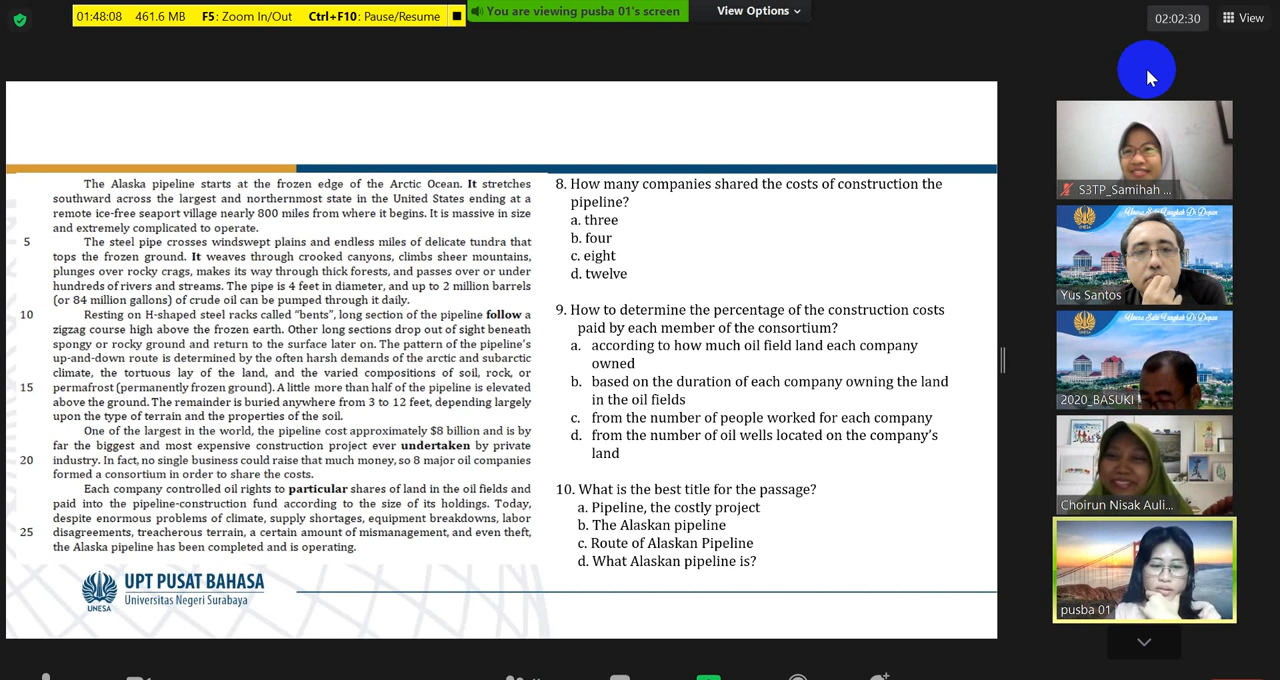 01:48:08 461.6 MB F5: Zoom In/Out Ctrl+F10: Pause/Resume
You are viewing pusba 01's screen
View Options
02:02:30
View
The Alaska pipeline starts at the frozen edge of the Arctic Ocean. It stretches
southward across the largest and northernmost state in the United States ending at a
remote ice-free seaport village nearly 800 miles from where it begins. It is massive in size
and extremely complicated to operate.
5 The steel pipe crosses windswept plains and endless miles of delicate tundra that
tops the frozen ground. It weaves through crooked canyons, climbs sheer mountains,
plunges over rocky crags, makes its way through thick forests, and passes over or under
hundreds of rivers and streams. The pipe is 4 feet in diameter, and up to 2 million barrels
(or 84 million gallons) of crude oil can be pumped through it daily.
10 Resting on H-shaped steel racks called "bents", long section of the pipeline follow a
zigzag course high above the frozen earth. Other long sections drop out of sight beneath
spongy or rocky ground and return to the surface later on. The pattern of the pipeline's
up-and-down route is determined by the often harsh demands of the arctic and subarctic
climate, the tortuous lay of the land, and the varied compositions of soil, rock, or
15 permafrost (permanently frozen ground). A little more than half of the pipeline is elevated
above the ground. The remainder is buried anywhere from 3 to 12 feet, depending largely
upon the type of terrain and the properties of the soil.
One of the largest in the world, the pipeline cost approximately $8 billion and is by
far the biggest and most expensive construction project ever undertaken by private
20 industry. In fact, no single business could raise that much money, so 8 major oil companies
formed a consortium in order to share the costs.
Each company controlled oil rights to particular shares of land in the oil fields and
paid into the pipeline-construction fund according to the size of its holdings. Today,
despite enormous problems of climate, supply shortages, equipment breakdowns, labor
25 disagreements, treacherous terrain, a certain amount of mismanagement, and even theft,
the Alaska pipeline has been completed and is operating.
8. How many companies shared the costs of construction the
pipeline?
a. three
b. four
c. eight
d. twelve
9. How to determine the percentage of the construction costs
paid by each member of the consortium?
a. according to how much oil field land each company
owned
b. based on the duration of each company owning the land
in the oil fields
c. from the number of people worked for each company
d. from the number of oil wells located on the company's
land
10. What is the best title for the passage?
a. Pipeline, the costly project
b. The Alaskan pipeline
c. Route of Alaskan Pipeline
d. What Alaskan pipeline is?
UNESA
UPT PUSAT BAHASA
Universitas Negeri Surabaya
S3TP_Samihah ...
UNESA
Satu Langkah Di Depan
Yus Santos
UNESA
Satu Langkah Di Depan
2020_BASUKI
Choirun Nisak Auli...
pusba 01